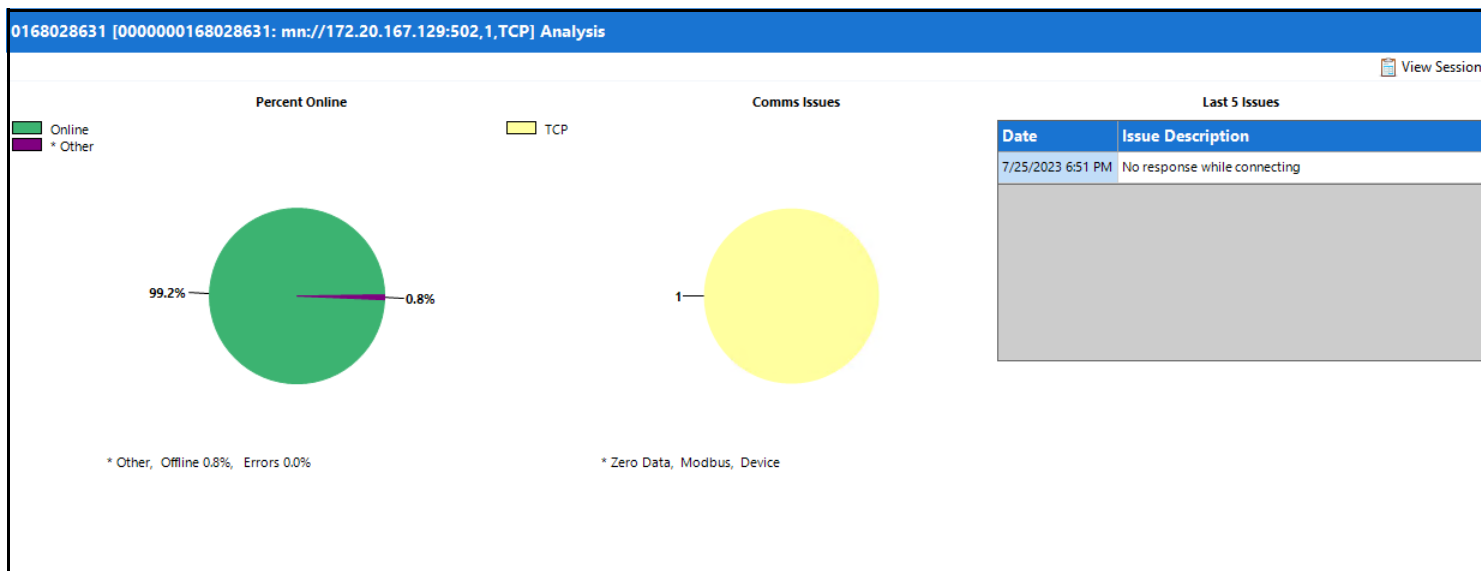 0168028631 [0000000168028631: mn://172.20.167.129:502,1,TCP] Analysis
View Session
Percent Online
Online
* Other
99.2%
0.8%
* Other, Offline 0.8%, Errors 0.0%
Comms Issues
TCP
1
* Zero Data, Modbus, Device
Last 5 Issues
Date Issue Description
7/25/2023 6:51 PM No response while connecting